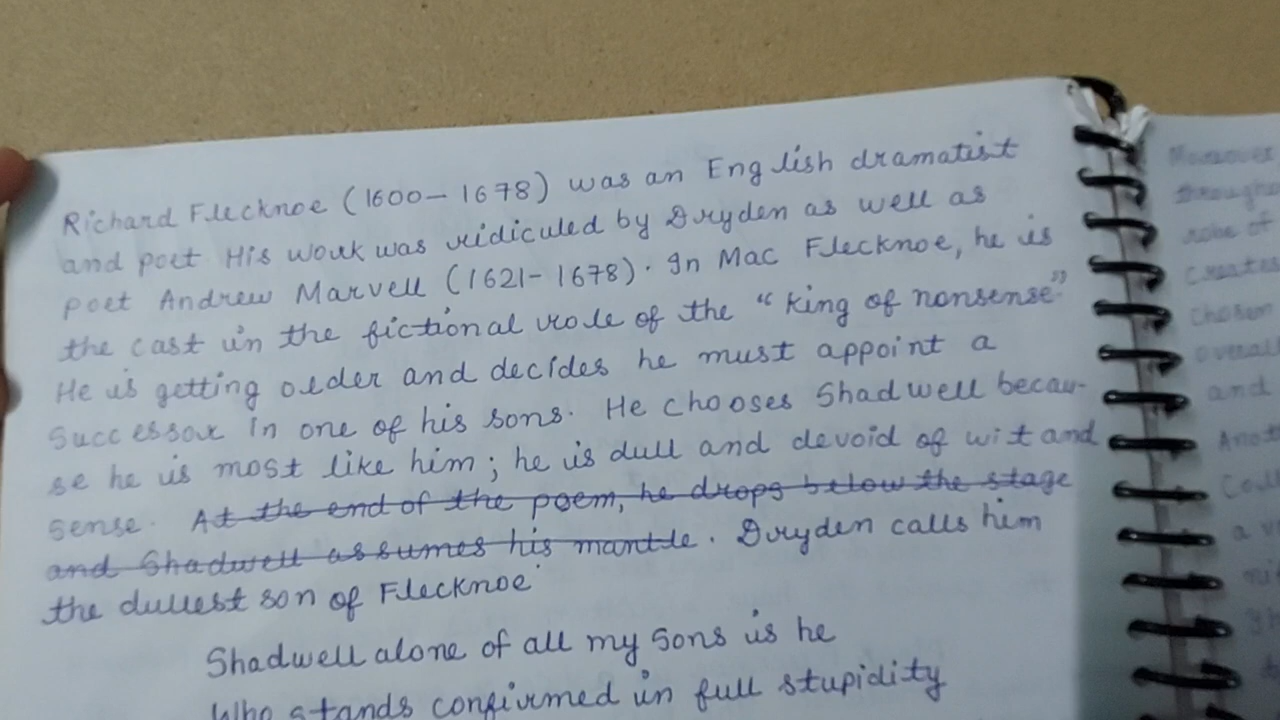 Richard Flecknoe (1600-1678) was an English dramatist
and poet His work was ridiculed by Dryden as well as
poet Andrew Marvell (1621-1678). In Mac Flecknoe, he is
the cast in the fictional role of the "King of nonsense"
He is getting older and decides he must appoint a
Successor in one of his sons. He chooses Shadwell becau-
se he is most like him; he is dull and devoid of wit and
sense. At the end of the poem, he drops below the stage
and Shadwell assumes his mantle. Dryden calls him
the dullest son of Flecknoe
Shadwell alone of all my sons is he
Who stands confirmed in full stupidity
Moreover
creates
chosen
overall
and